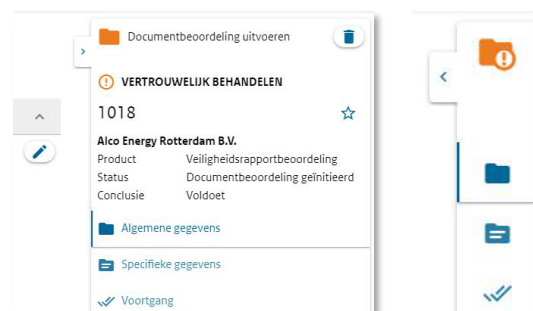 Documentbeoordeling uitvoeren
VERTROUWELIJK BEHANDELEN
1018
Alco Energy Rotterdam B.V.
Product Veiligheidsrapportbeoordeling
Status Documentbeoordeling geïnitieerd
Conclusie Voldoet
Algemene gegevens
Specifieke gegevens
Voortgang